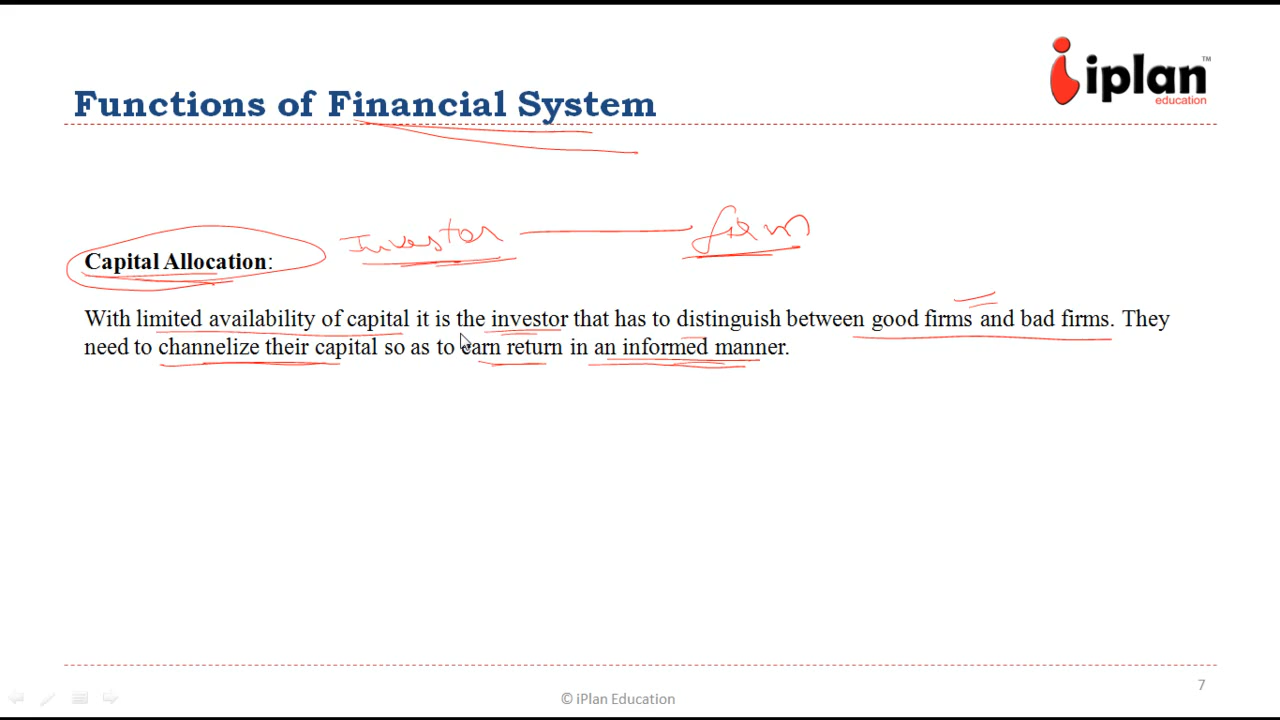 iplan™
education
Functions of Financial System
Investor firm
Capital Allocation:
With limited availability of capital it is the investor that has to distinguish between good firms and bad firms. They
need to channelize their capital so as to earn return in an informed manner.
7
© iPlan Education